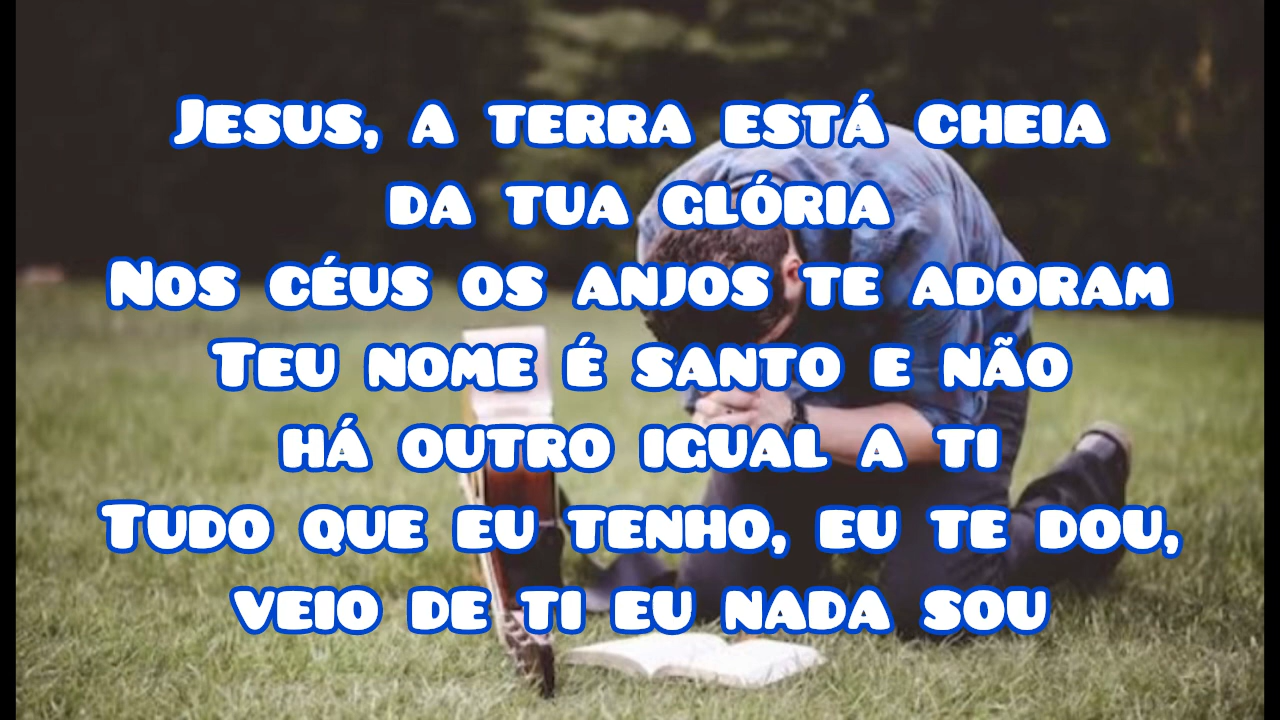 Jesus, a terra está cheia
da tua glória
Nos céus os anjos te adoram
Teu nome é santo e não
há outro igual a ti
Tudo que eu tenho, eu te dou,
veio de ti eu nada sou